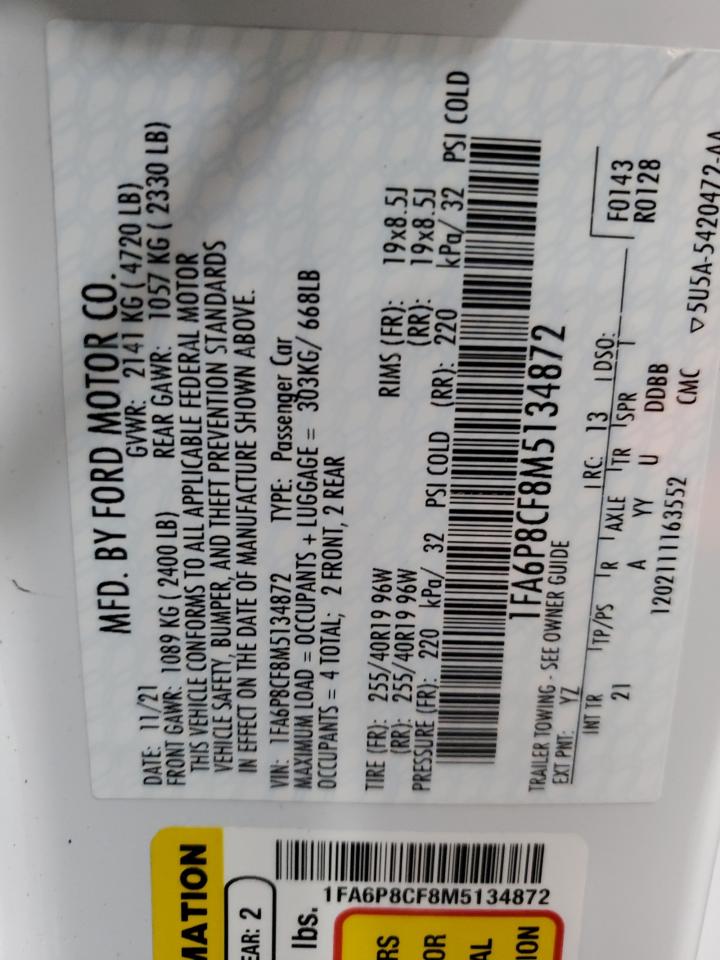 MFD. BY FORD MOTOR CO.
DATE: 11/21 GVWR: 2141 KG ( 4720 LB)
FRONT GAWR: 1089 KG ( 2400 LB) REAR GAWR: 1057 KG ( 2330 LB)
THIS VEHICLE CONFORMS TO ALL APPLICABLE FEDERAL MOTOR
VEHICLE SAFETY, BUMPER, AND THEFT PREVENTION STANDARDS
IN EFFECT ON THE DATE OF MANUFACTURE SHOWN ABOVE.
VIN: 1FA6P8CF8M5134872 TYPE: Passenger Car
MAXIMUM LOAD = OCCUPANTS + LUGGAGE = 303KG/ 668LB
OCCUPANTS = 4 TOTAL; 2 FRONT, 2 REAR
TIRE (FR): 255/40R19 96W RIMS (FR): 19x8.5J
(RR): 255/40R19 96W (RR): 19x8.5J
PRESSURE (FR): 220 kPa/ 32 PSI COLD (RR): 220 kPa/ 32 PSI COLD
1FA6P8CF8M5134872
TRAILER TOWING - SEE OWNER GUIDE
EXT PNT: YZ RC: 13 DSO: F0143
R0128
INT TR TP/PS R AXLE TR SPR T
21 A YY U DDBB
1202111163552 CMC
▽5U5A-5420472-AA
MATION
EAR: 2
lbs.
1FA6P8CF8M5134872
RS
OR
AL
ION